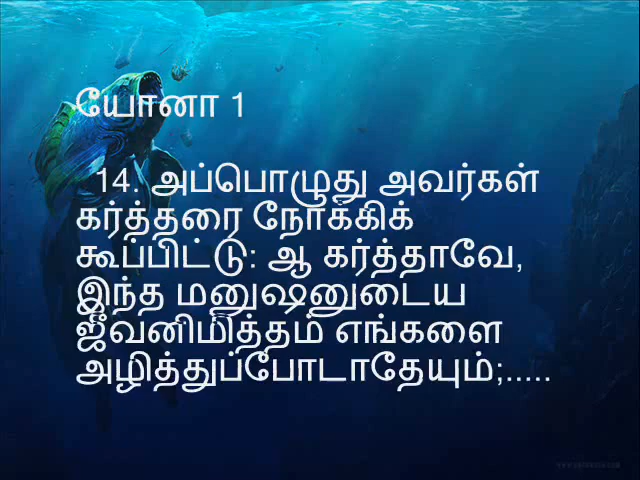 யோனா 1
14. அப்பொழுது அவர்கள்
கர்த்தரை நோக்கிக்
கூப்பிட்டு: ஆ கர்த்தாவே,
இந்த மனுஷனுடைய
ஜீவனிமித்தம் எங்களை
அழித்துப்போடாதேயும்;.....